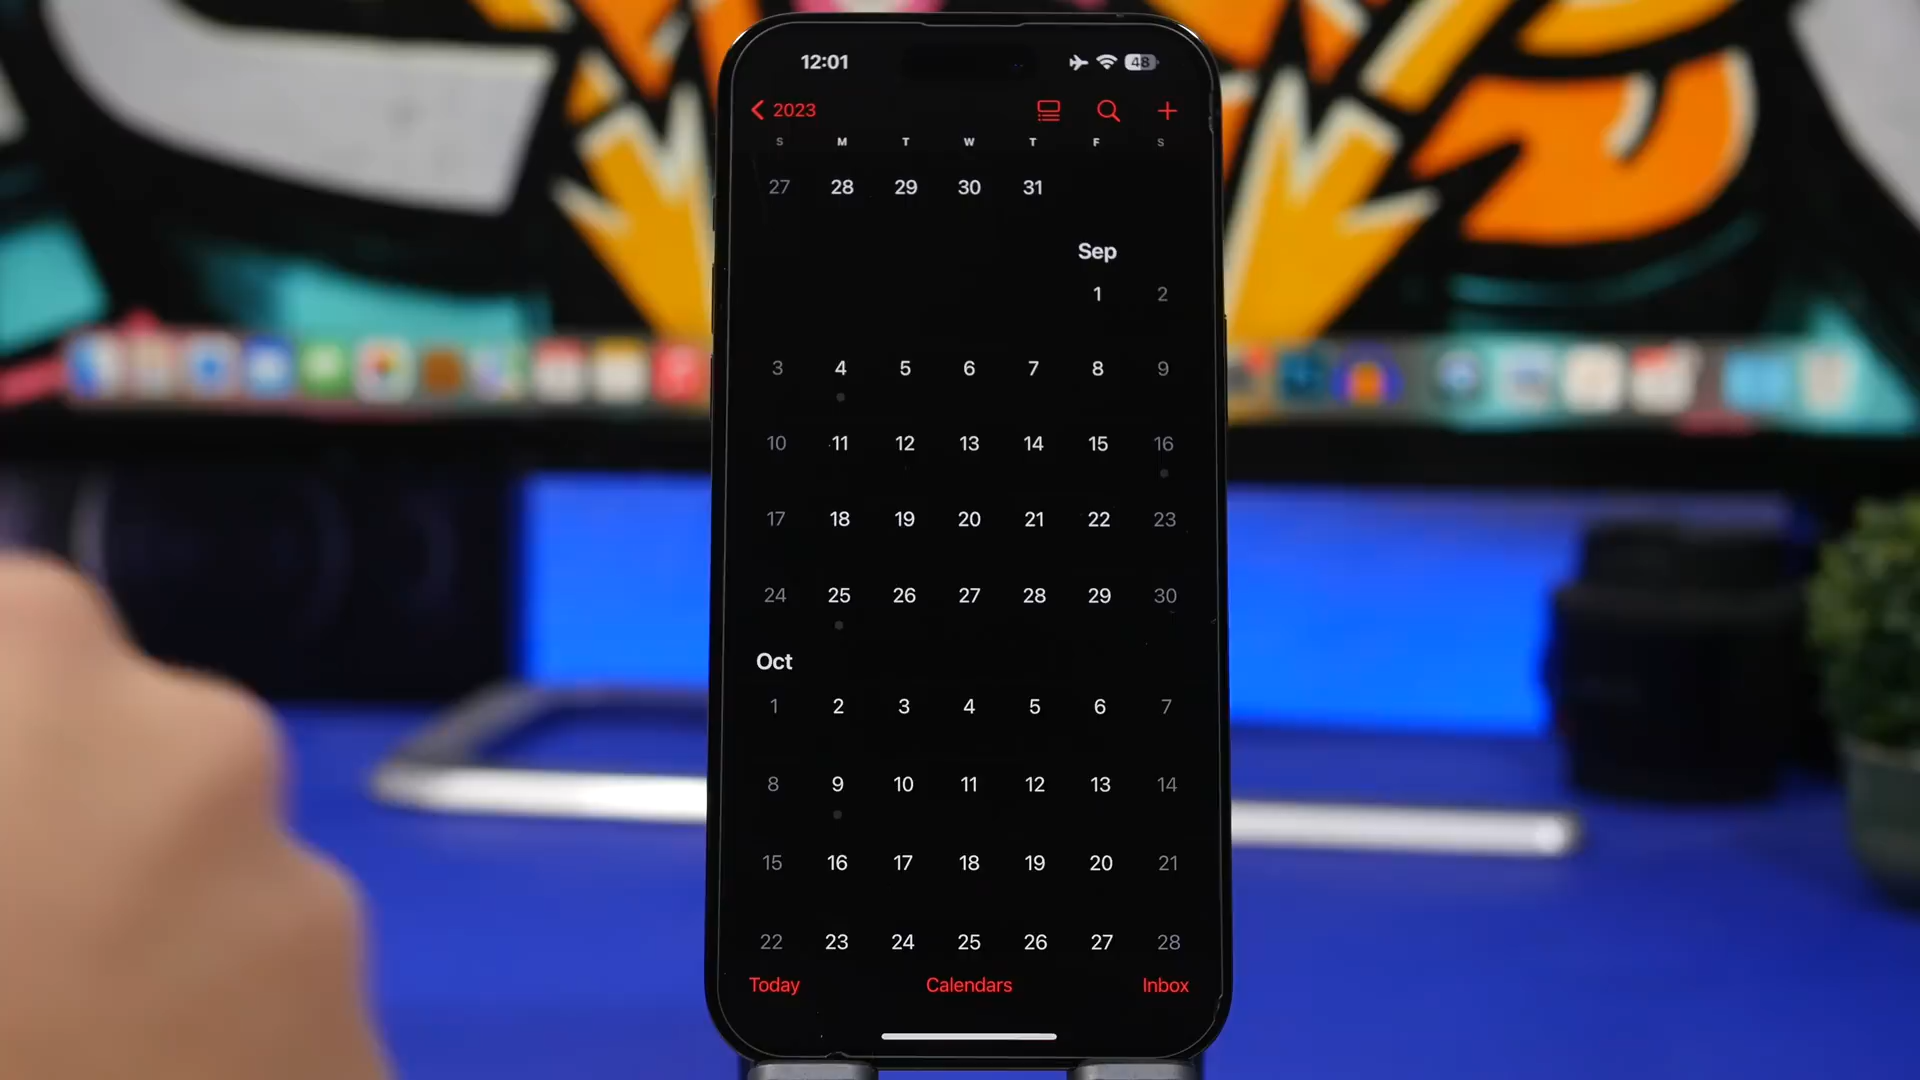 12:01 48
2023
S M T W T F S
27 28 29 30 31
Sep
1 2
3 4 5 6 7 8 9
10 11 12 13 14 15 16
17 18 19 20 21 22 23
24 25 26 27 28 29 30
Oct
1 2 3 4 5 6 7
8 9 10 11 12 13 14
15 16 17 18 19 20 21
22 23 24 25 26 27 28
Today Calendars Inbox